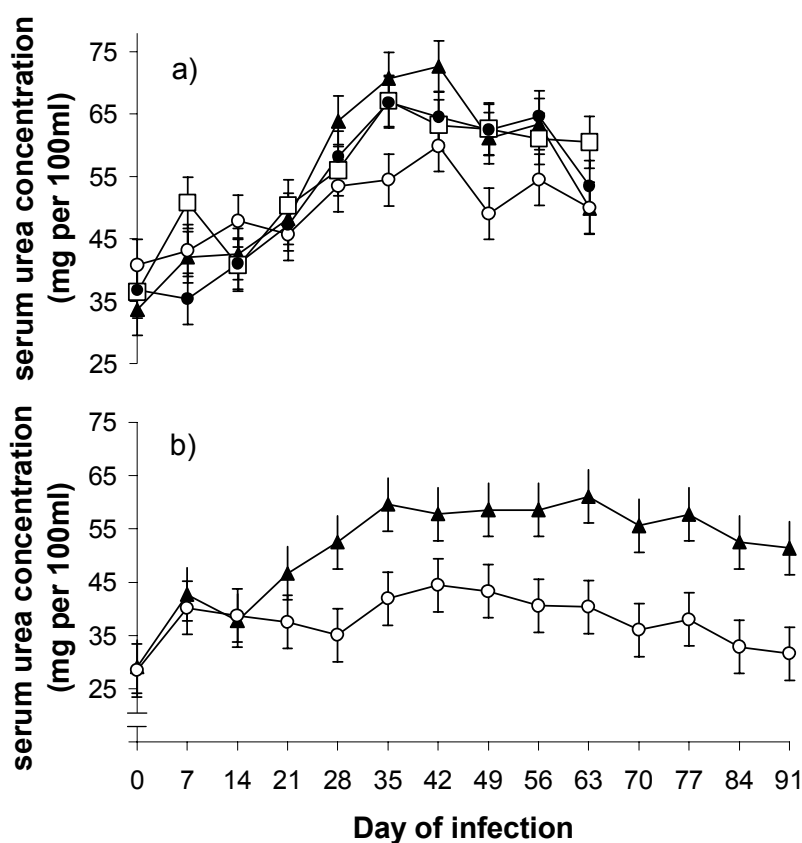 serum urea concentration
(mg per 100ml)
a)
75
65
55
45
35
25
serum urea concentration
(mg per 100ml)
b)
75
65
55
45
35
25
0 7 14 21 28 35 42 49 56 63 70 77 84 91
Day of infection